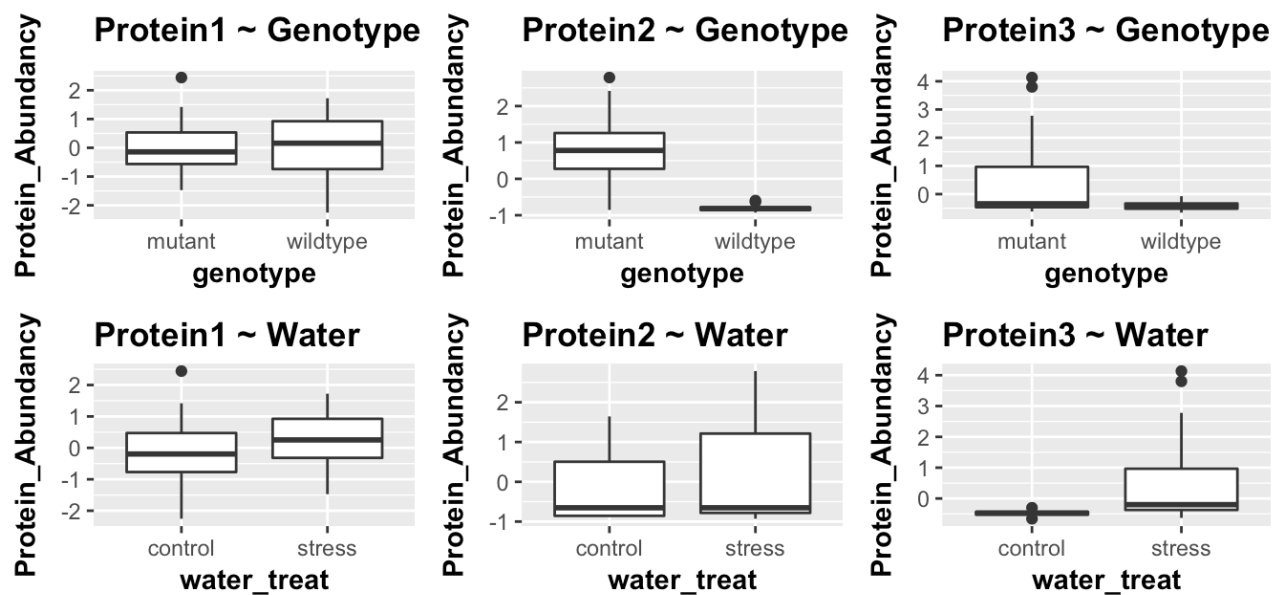 Protein1 ~ Genotype
Protein_Abundancy
2
1
0
-1
-2
mutant wildtype
genotype
Protein2 ~ Genotype
Protein_Abundancy
2
1
0
-1
mutant wildtype
genotype
Protein3 ~ Genotype
Protein_Abundancy
4
3
2
1
0
mutant wildtype
genotype
Protein1 ~ Water
Protein_Abundancy
2
1
0
-1
-2
control stress
water_treat
Protein2 ~ Water
Protein_Abundancy
2
1
0
-1
control stress
water_treat
Protein3 ~ Water
Protein_Abundancy
4
3
2
1
0
control stress
water_treat